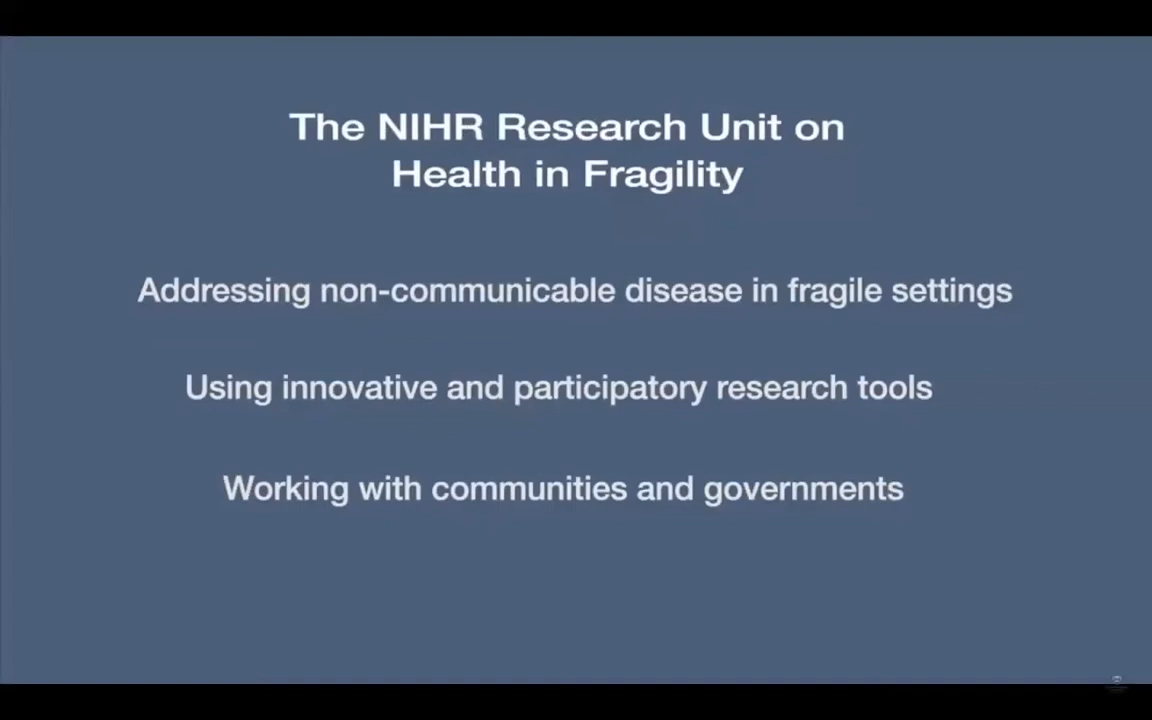 The NIHR Research Unit on
Health in Fragility
Addressing non-communicable disease in fragile settings
Using innovative and participatory research tools
Working with communities and governments